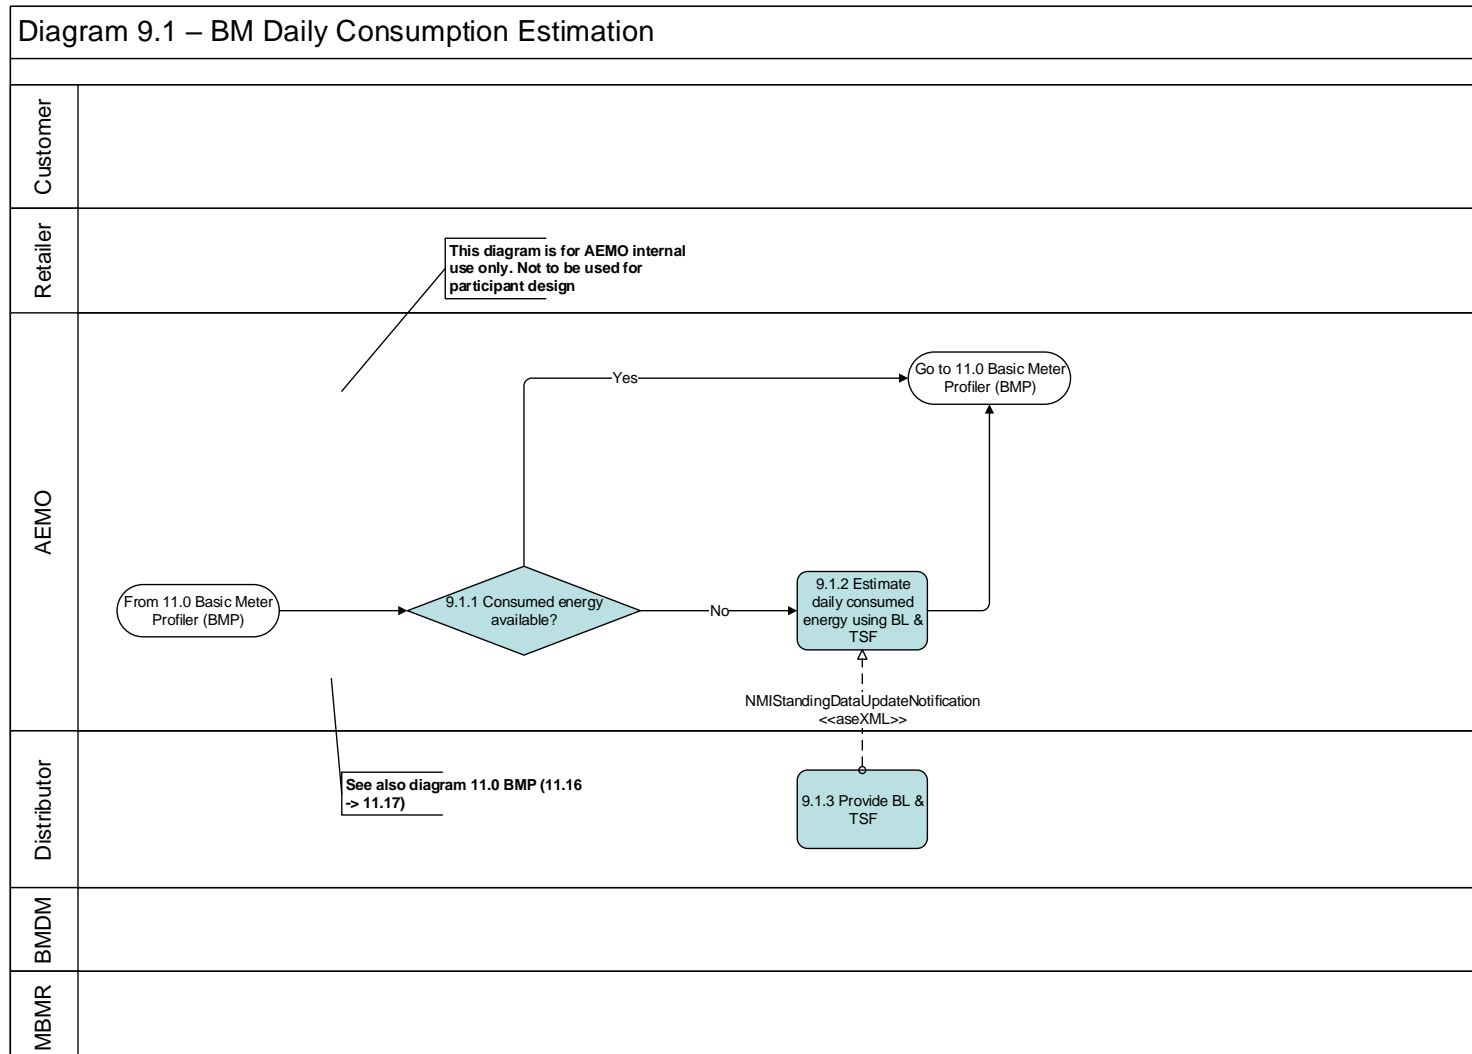 Diagram 9.1 – BM Daily Consumption Estimation
Customer
Retailer
This diagram is for AEMO internal
use only. Not to be used for
participant design
AEMO
Yes
Go to 11.0 Basic Meter
Profiler (BMP)
From 11.0 Basic Meter
Profiler (BMP)
9.1.1 Consumed energy
available?
No
9.1.2 Estimate
daily consumed
energy using BL &
TSF
NMIStandingDataUpdateNotification
<<aseXML>>
Distributor
See also diagram 11.0 BMP (11.16
-> 11.17)
9.1.3 Provide BL &
TSF
BMDM
MBMR